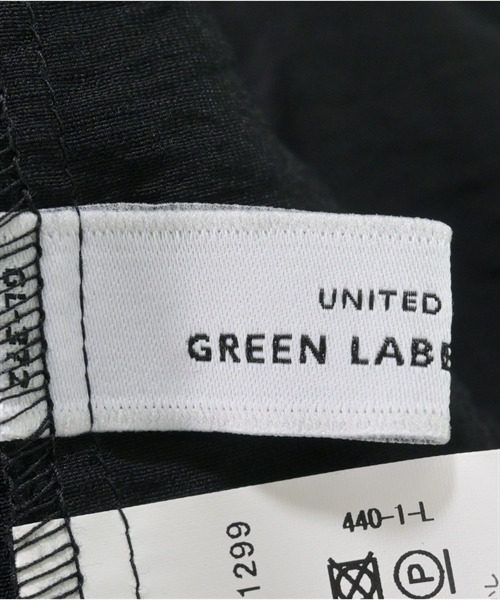 UNITED
GREEN LABE
440-1-L
1299
P